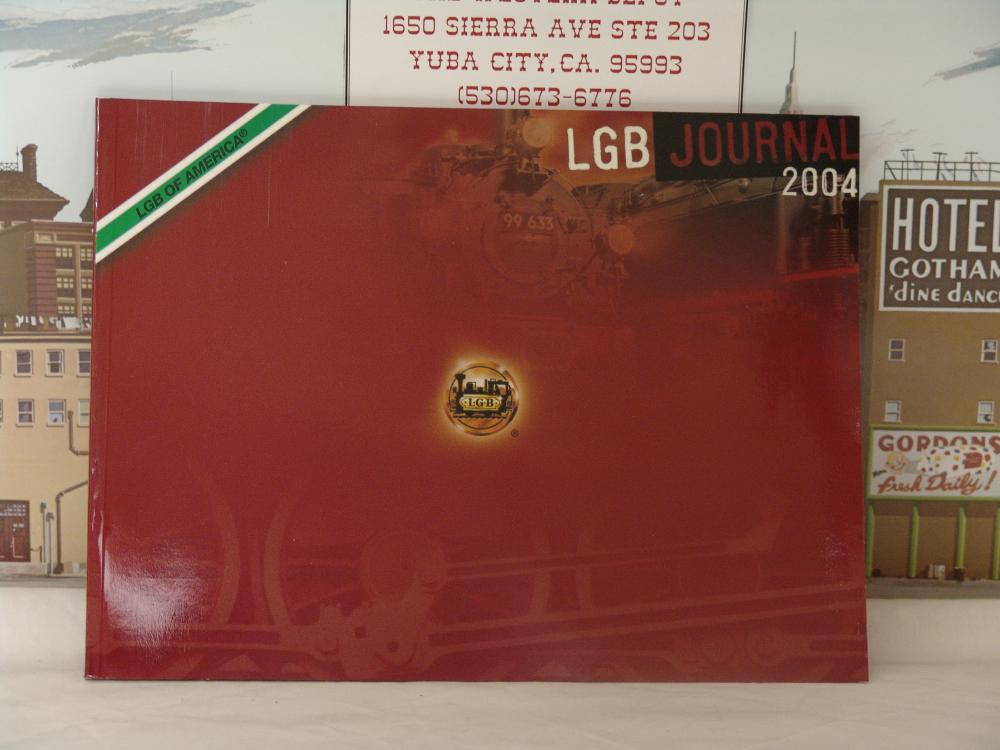 1650 SIERRA AVE STE 203
YUBA CITY,CA. 95993
(530)673-6776
LGB OF AMERICA®
LGB JOURNAL
2004
99 633
LGB
®
HOTEL
GOTHAM
'dine danc
GORDONS
Fresh Daily!